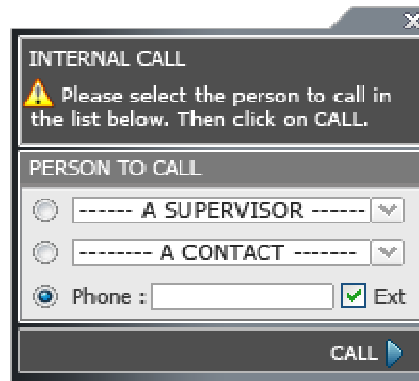 INTERNAL CALL
Please select the person to call in
the list below. Then click on CALL.
PERSON TO CALL
------ A SUPERVISOR ------
-------- A CONTACT -------
Phone : Ext
CALL